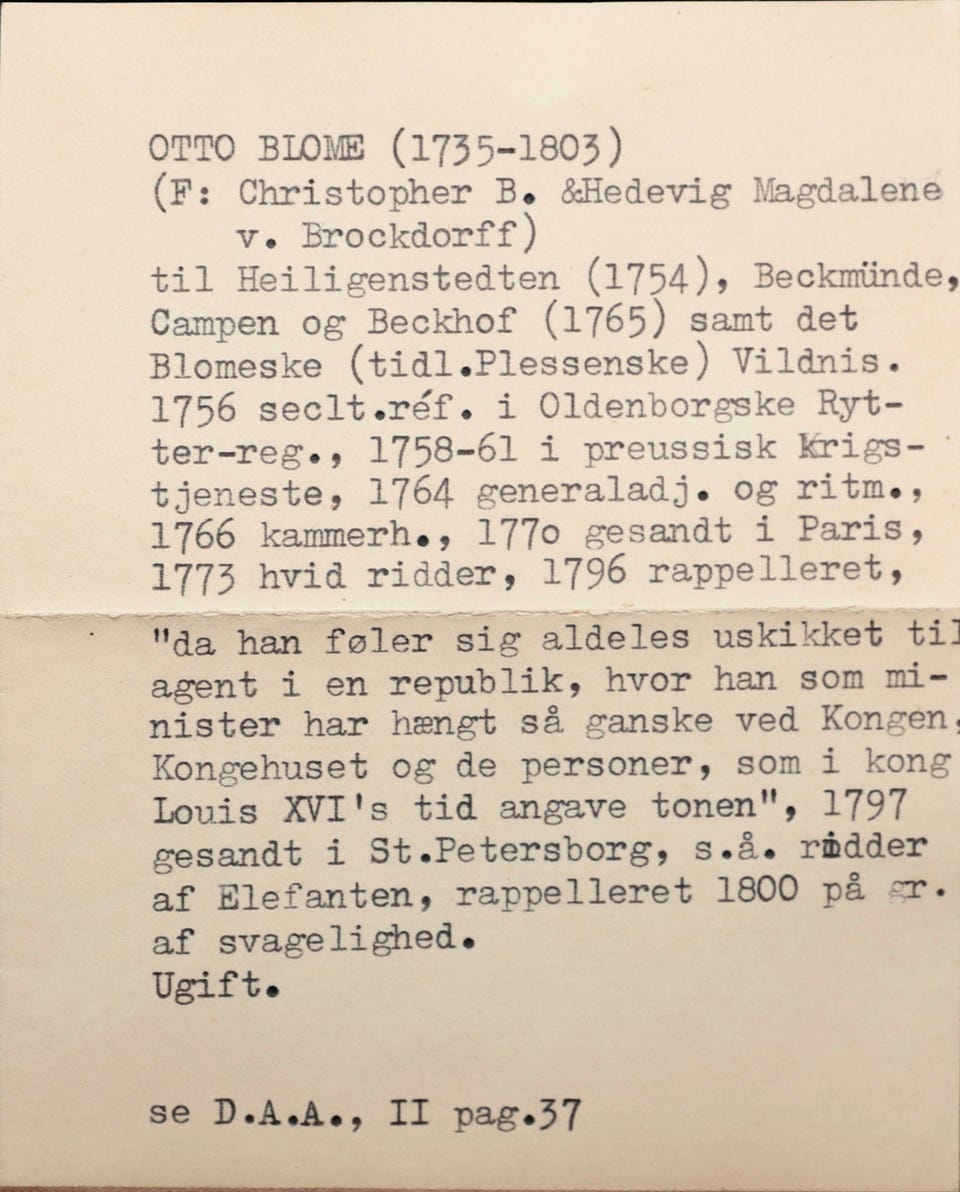 OTTO BLOME (1735-1803)
(F: Christopher B. &Hedevig Magdalene
v. Brockdorff)
til Heiligenstedten (1754), Beckmünde,
Campen og Beckhof (1765) samt det
Blomeske (tidl.Plessenske) Vildnis.
1756 seclt.réf. i Oldenborgske Ryt-
ter-reg., 1758-61 i preussisk Krigs-
tjeneste, 1764 generaladj. og ritm.,
1766 kammerh., 1770 gesandt i Paris,
1773 hvid ridder, 1796 rappelleret,
"da han føler sig aldeles uskikket til
agent i en republik, hvor han som mi-
nister har hængt så ganske ved Kongen,
Kongehuset og de personer, som i kong
Louis XVI's tid angave tonen", 1797
gesandt i St.Petersborg, s.å. ridder
af Elefanten, rappelleret 1800 på gr.
af svagelighed.
Ugift.
se D.A.A., II pag.37